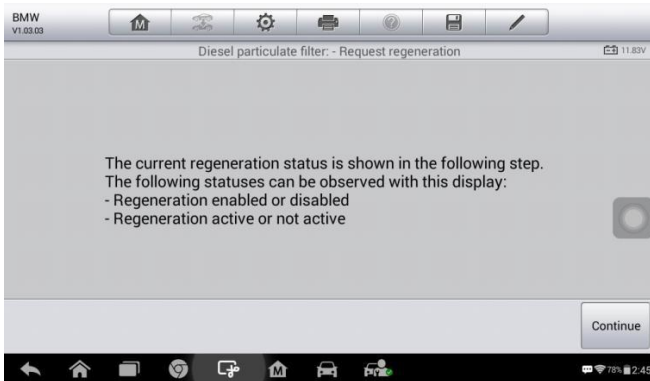 BMW
V1.03.03
M
?
Diesel particulate filter: - Request regeneration
11.83V
The current regeneration status is shown in the following step.
The following statuses can be observed with this display:
- Regeneration enabled or disabled
- Regeneration active or not active
Continue
M
78% 2:45